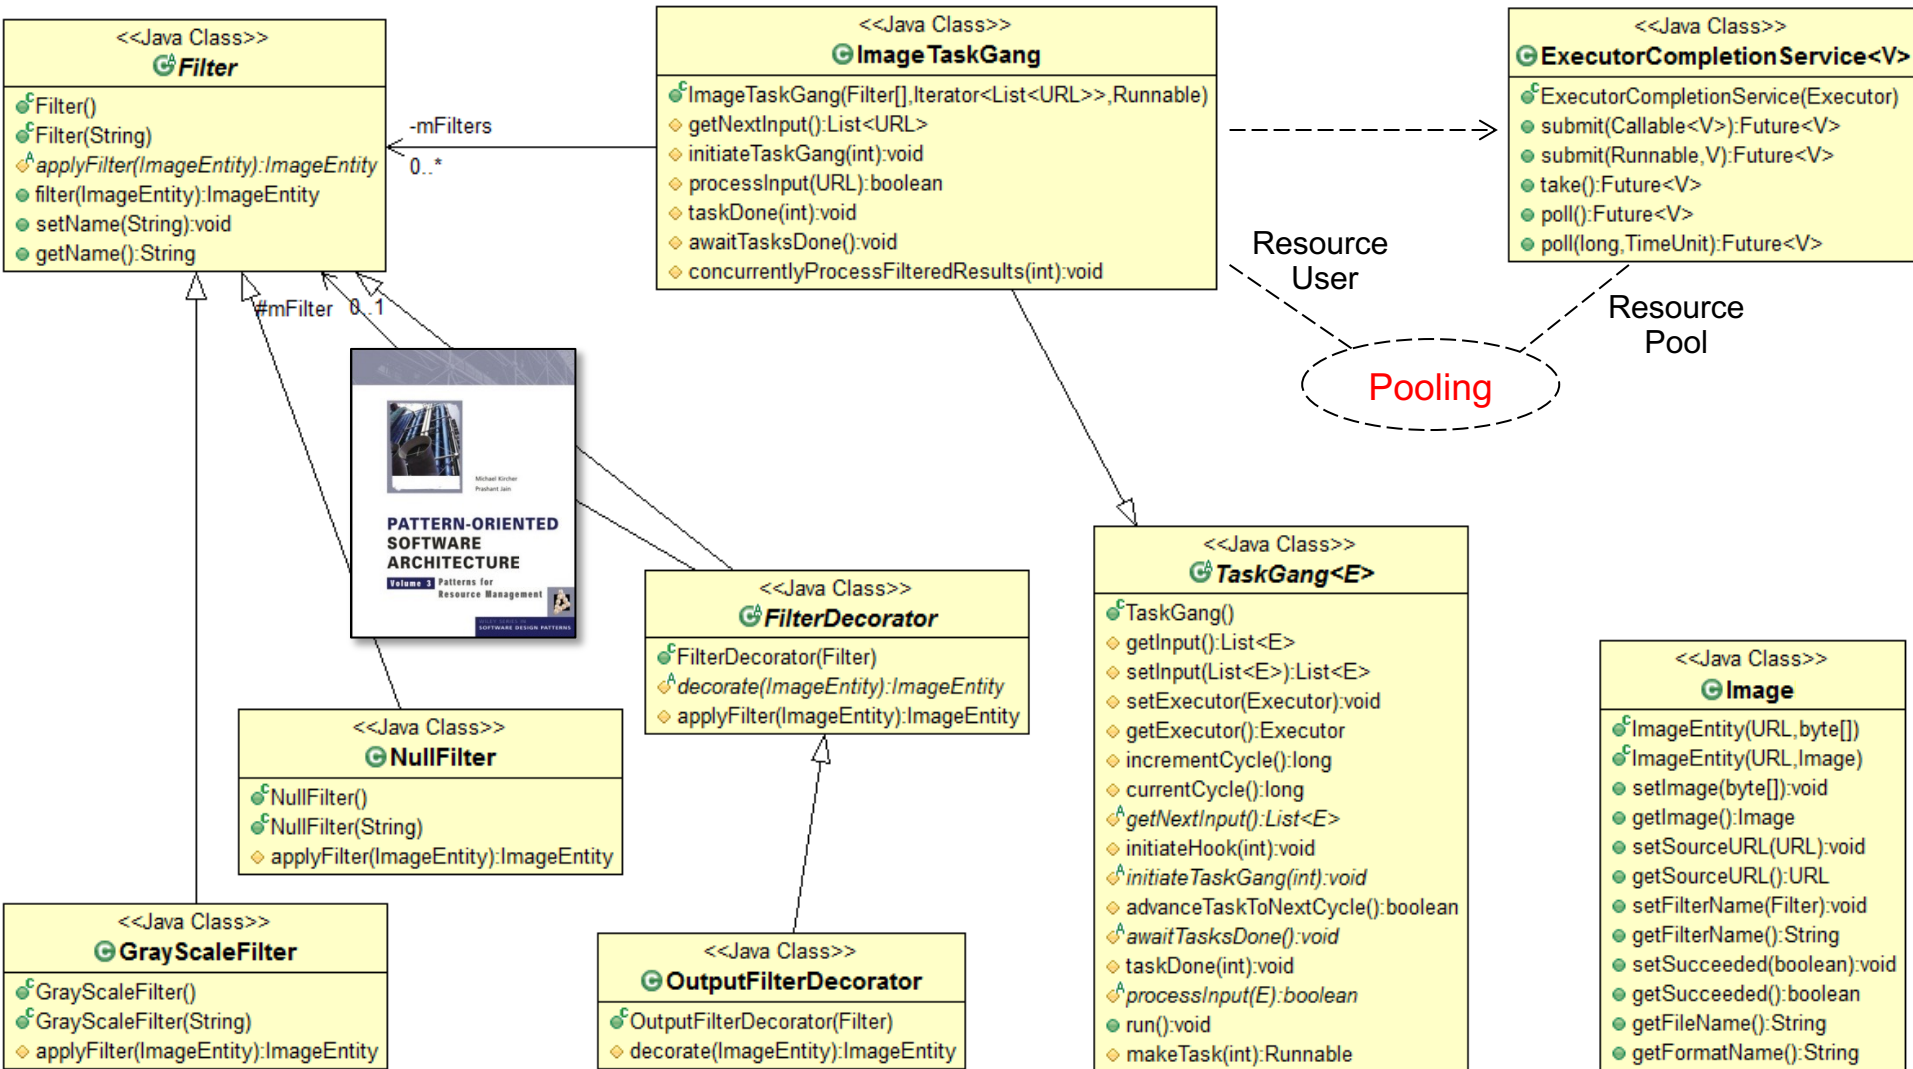 <<Java Class>>
Filter
Filter()
Filter(String)
applyFilter(ImageEntity):ImageEntity
filter(ImageEntity):ImageEntity
setName(String):void
getName():String
-mFilters
0..*
<<Java Class>>
ImageTaskGang
ImageTaskGang(Filter[],Iterator<List<URL>>,Runnable)
getNextInput():List<URL>
initiateTaskGang(int):void
processInput(URL):boolean
taskDone(int):void
awaitTasksDone():void
concurrentlyProcessFilteredResults(int):void
<<Java Class>>
ExecutorCompletionService<V>
ExecutorCompletionService(Executor)
submit(Callable<V>):Future<V>
submit(Runnable,V):Future<V>
take():Future<V>
poll():Future<V>
poll(long,TimeUnit):Future<V>
Resource
User
Resource
Pool
Pooling
#mFilter 0..1
Michael Kircher
Prashant Jain
PATTERN-ORIENTED
SOFTWARE
ARCHITECTURE
Volume 3 Patterns for
Resource Management
WILEY SERIES IN
SOFTWARE DESIGN PATTERNS
<<Java Class>>
FilterDecorator
FilterDecorator(Filter)
decorate(ImageEntity):ImageEntity
applyFilter(ImageEntity):ImageEntity
<<Java Class>>
NullFilter
NullFilter()
NullFilter(String)
applyFilter(ImageEntity):ImageEntity
<<Java Class>>
GrayScaleFilter
GrayScaleFilter()
GrayScaleFilter(String)
applyFilter(ImageEntity):ImageEntity
<<Java Class>>
OutputFilterDecorator
OutputFilterDecorator(Filter)
decorate(ImageEntity):ImageEntity
<<Java Class>>
TaskGang<E>
TaskGang()
getInput():List<E>
setInput(List<E>):List<E>
setExecutor(Executor):void
getExecutor():Executor
incrementCycle():long
currentCycle():long
getNextInput():List<E>
initiateHook(int):void
initiateTaskGang(int):void
advanceTaskToNextCycle():boolean
awaitTasksDone():void
taskDone(int):void
processInput(E):boolean
run():void
makeTask(int):Runnable
<<Java Class>>
Image
ImageEntity(URL,byte[])
ImageEntity(URL,Image)
setImage(byte[]):void
getImage():Image
setSourceURL(URL):void
getSourceURL():URL
setFilterName(Filter):void
getFilterName():String
setSucceeded(boolean):void
getSucceeded():boolean
getFileName():String
getFormatName():String